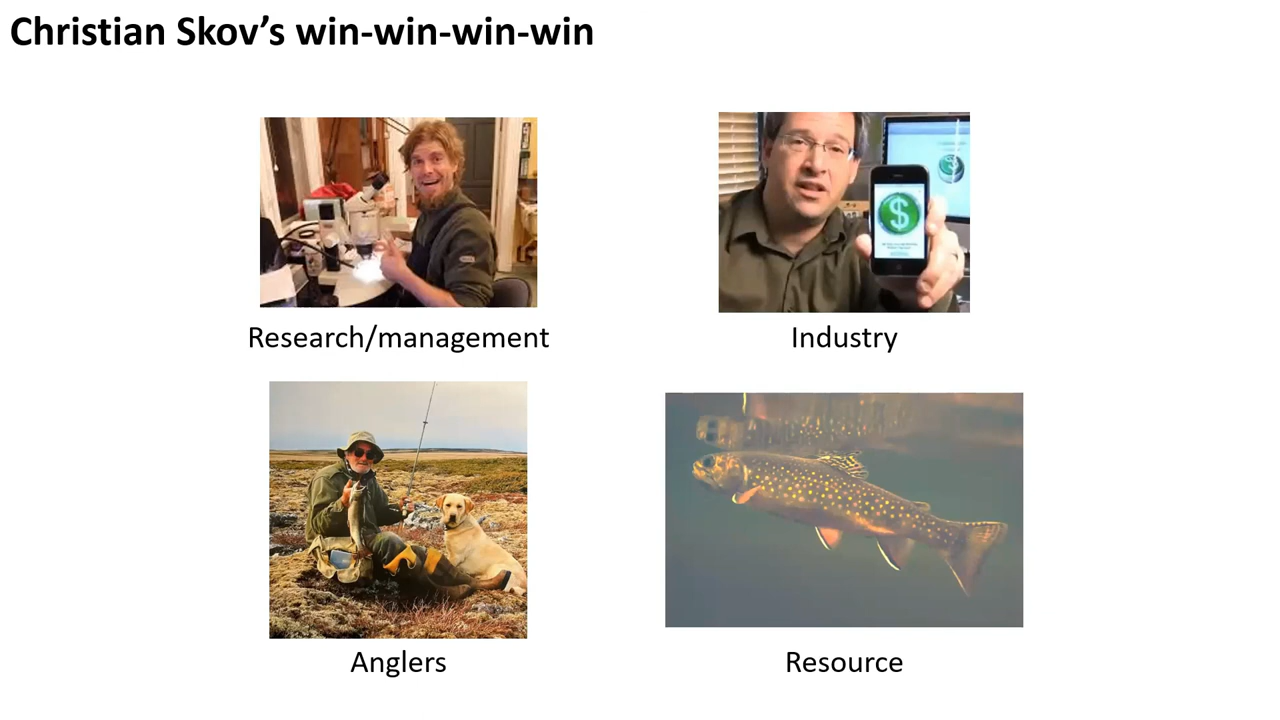 Christian Skov’s win-win-win-win
$
Research/management
Industry
Anglers
Resource